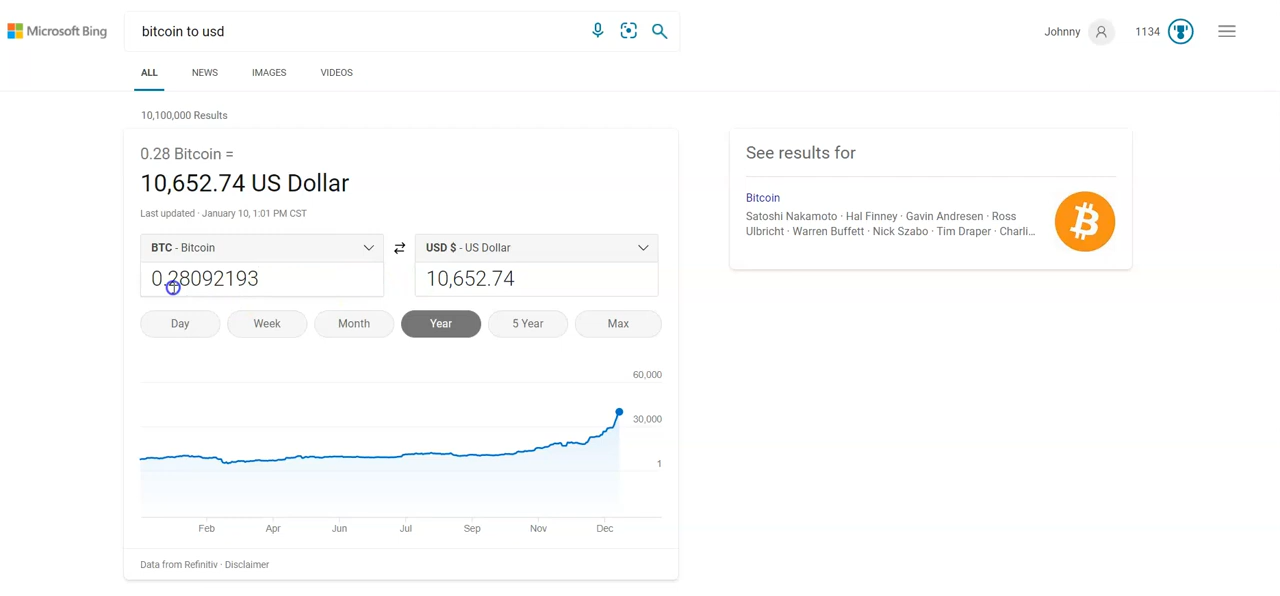 Microsoft Bing
bitcoin to usd
Johnny
1134
ALL
NEWS
IMAGES
VIDEOS
10,100,000 Results
0.28 Bitcoin =
10,652.74 US Dollar
Last updated · January 10, 1:01 PM CST
BTC - Bitcoin
USD $ - US Dollar
0.28092193
10,652.74
Day
Week
Month
Year
5 Year
Max
60,000
30,000
1
Feb
Apr
Jun
Jul
Sep
Nov
Dec
Data from Refinitiv · Disclaimer
See results for
Bitcoin
Satoshi Nakamoto · Hal Finney · Gavin Andresen · Ross
Ulbricht · Warren Buffett · Nick Szabo · Tim Draper · Charli...